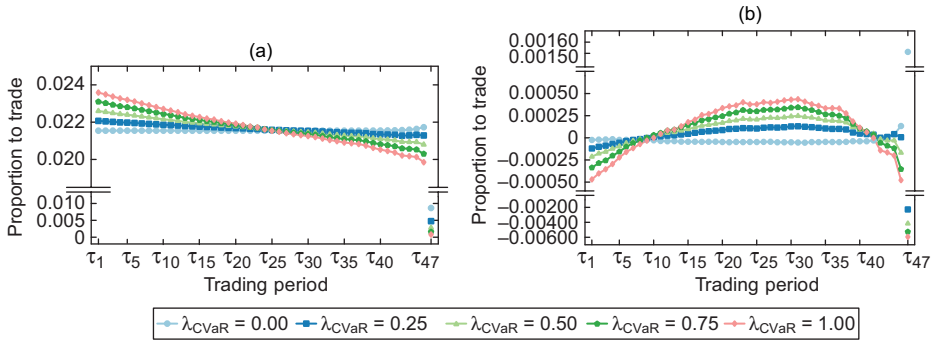 (a)
Proportion to trade
0.024
0.022
0.020
0.010
0.005
0
τ1 τ5 τ10 τ15 τ20 τ25 τ30 τ35 τ40 τ47
Trading period
(b)
Proportion to trade
0.00160
0.00150
0.00050
0.00025
0
−0.00025
−0.00050
−0.00200
−0.00400
−0.00600
τ1 τ5 τ10 τ15 τ20 τ25 τ30 τ35 τ40 τ47
Trading period
λCVaR = 0.00 λCVaR = 0.25 λCVaR = 0.50 λCVaR = 0.75 λCVaR = 1.00